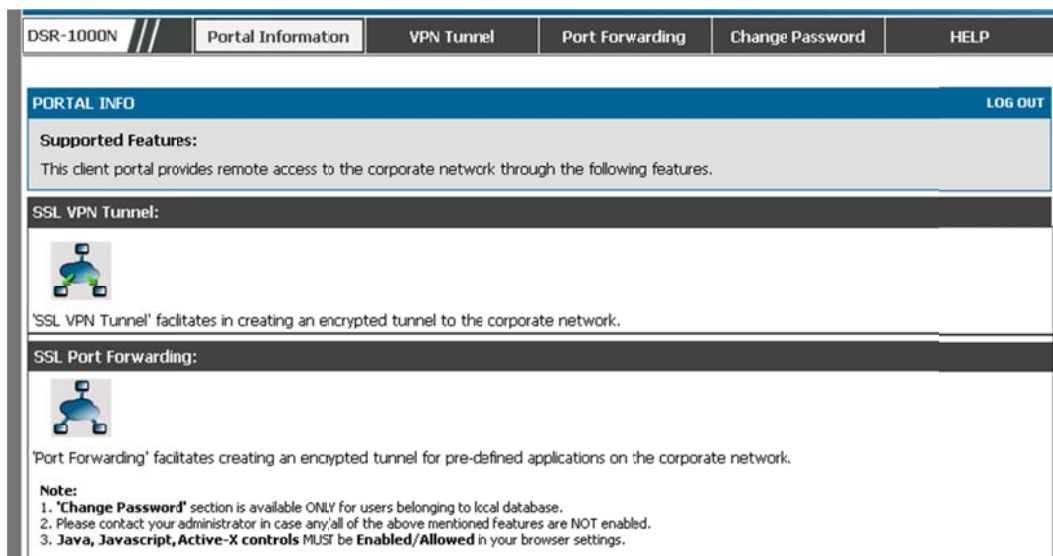 DSR-1000N
Portal Informaton
VPN Tunnel
Port Forwarding
Change Password
HELP
PORTAL INFO
LOG OUT
Supported Features:
This client portal provides remote access to the corporate network through the following features.
SSL VPN Tunnel:
'SSL VPN Tunnel' faclitates in creating an encrypted tunnel to the corporate network.
SSL Port Forwarding:
'Port Forwarding' faclitates creating an encrypted tunnel for pre-defined applications on the corporate network.
Note:
1. 'Change Password' section is available ONLY for users belonging to local database.
2. Please contact your administrator in case any/all of the above mentioned features are NOT enabled.
3. Java, Javascript, Active-X controls MUST be Enabled/Allowed in your browser settings.